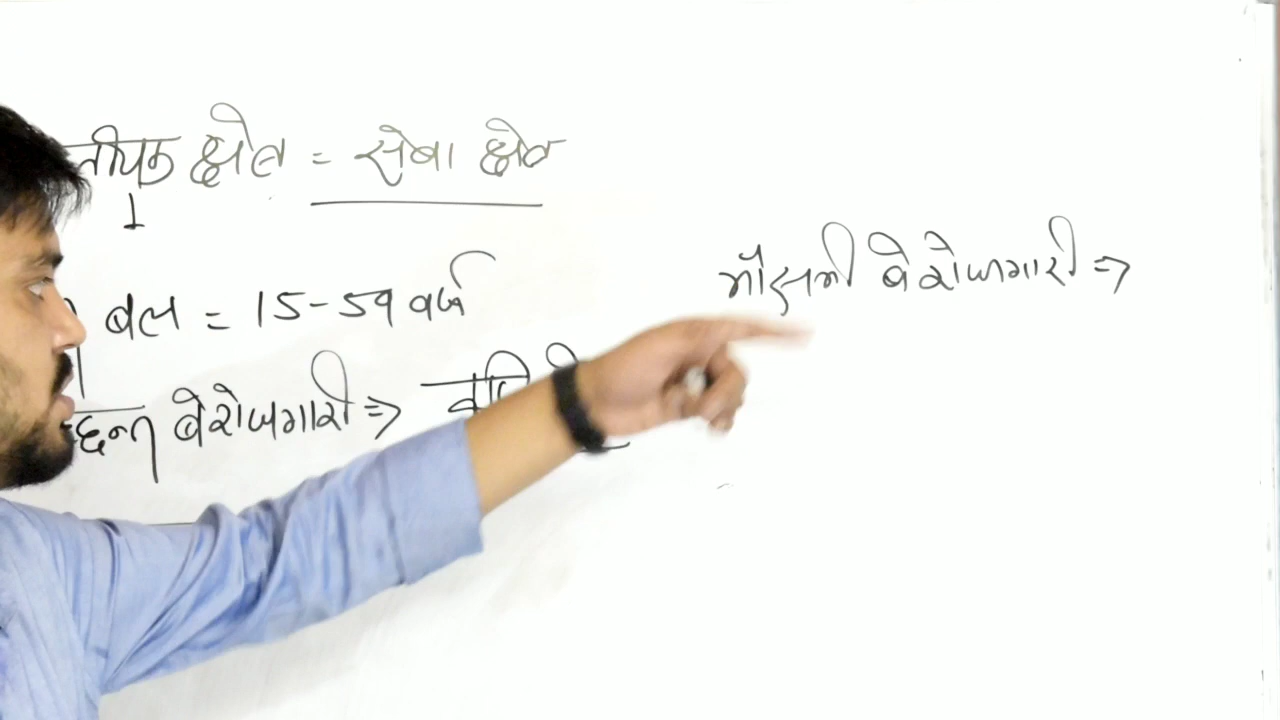 तीयक क्षेत्र = सेबा क्षेत्र
बल = 15-59 वर्ष
छन्न बेरोजगारी ⇒
मौसमी बेरोजगारी ⇒